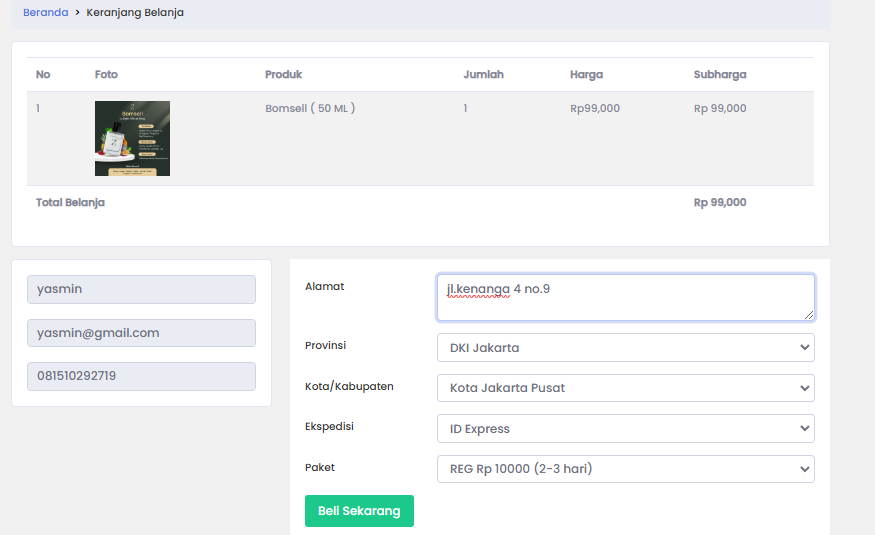 Beranda > Keranjang Belanja
No Foto Produk Jumlah Harga Subharga
1 Bomsell ( 50 ML ) 1 Rp99,000 Rp 99,000
Bomsell
Total Belanja Rp 99,000
yasmin
yasmin@gmail.com
081510292719
Alamat jl.kenanga 4 no.9
Provinsi DKI Jakarta
Kota/Kabupaten Kota Jakarta Pusat
Ekspedisi ID Express
Paket REG Rp 10000 (2-3 hari)
Beli Sekarang